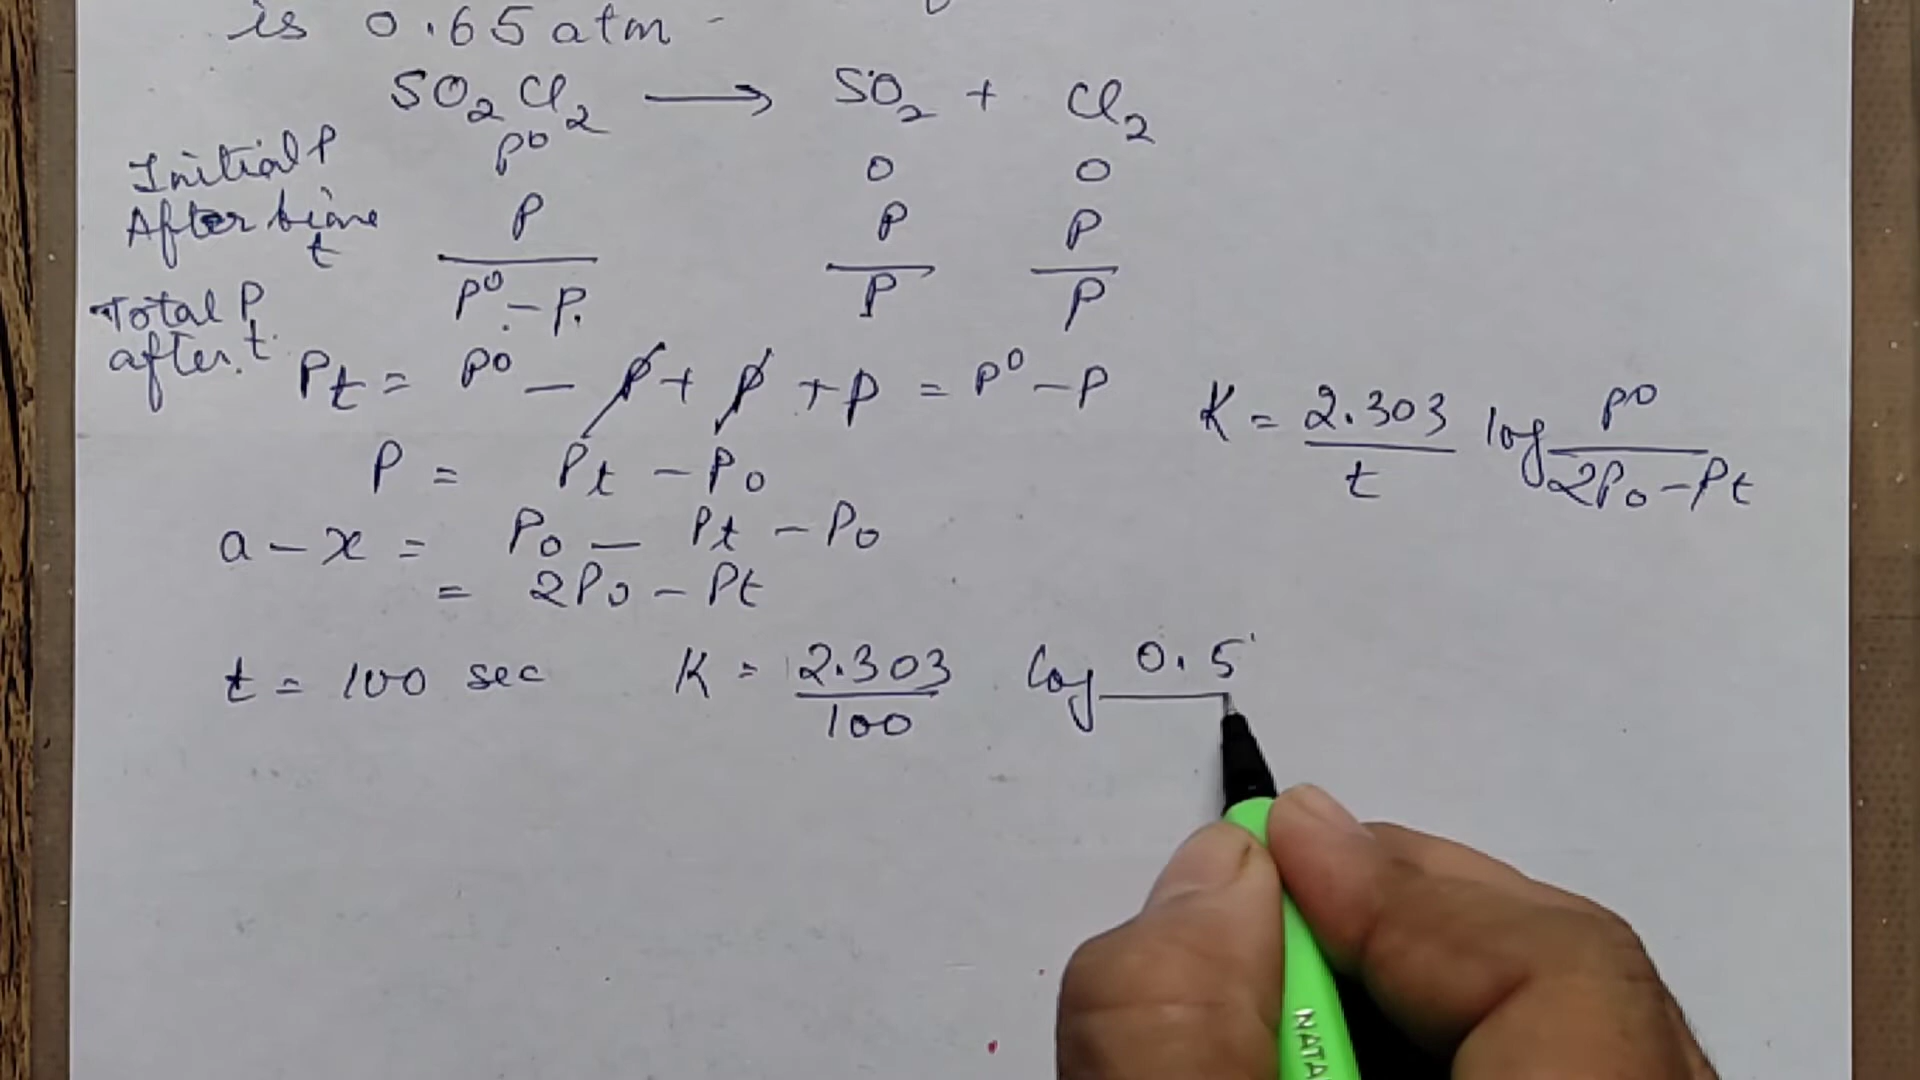 is 0.65 atm -
SO2Cl2 → SO2 + Cl2
Initial P P⁰ 0 0
After time t P P P
Total P after t P⁰ - P. P P
Pt = P⁰ - P + P + P = P⁰ - P
K = 2.303/t log P⁰/2P0-Pt
P = Pt - P0
a - x = P0 - Pt - P0
= 2P0 - Pt
t = 100 sec K = 2.303/100 log 0.5
NATA